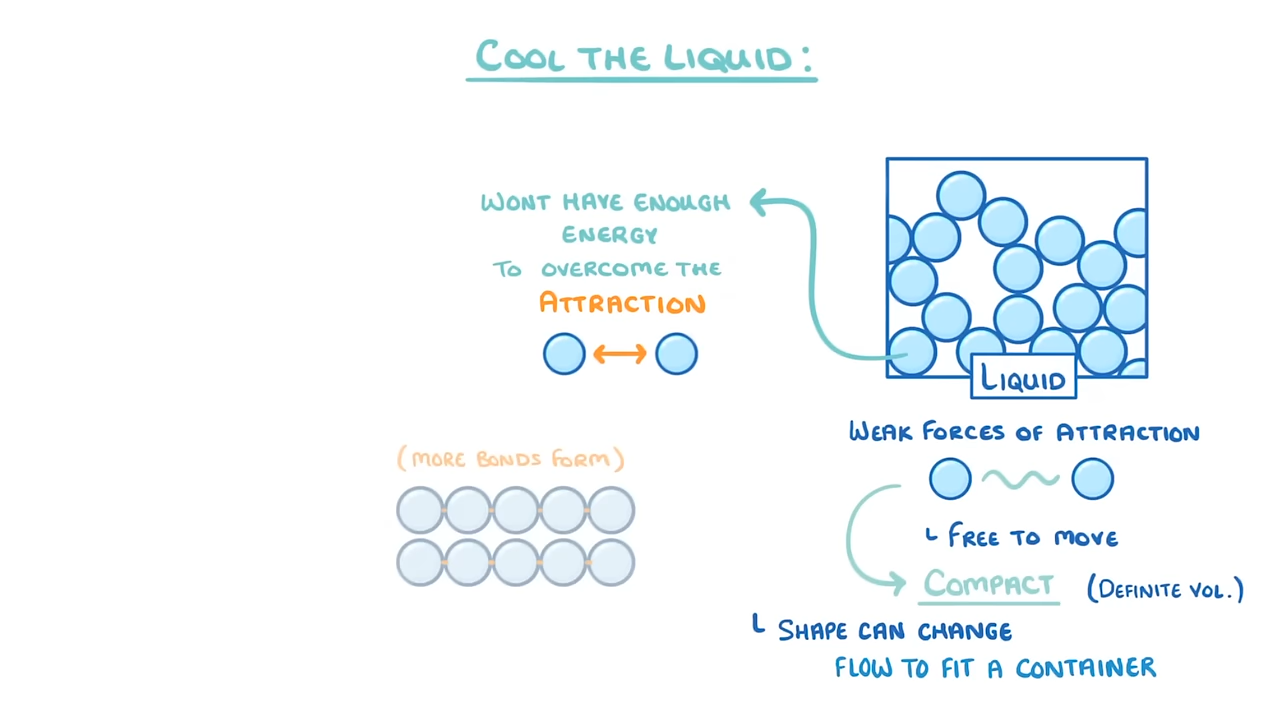 COOL THE LIQUID:
WONT HAVE ENOUGH
ENERGY
TO OVERCOME THE
ATTRACTION
(MORE BONDS FORM)
LIQUID
WEAK FORCES OF ATTRACTION
└ FREE TO MOVE
COMPACT (DEFINITE VOL.)
└ SHAPE CAN CHANGE
FLOW TO FIT A CONTAINER